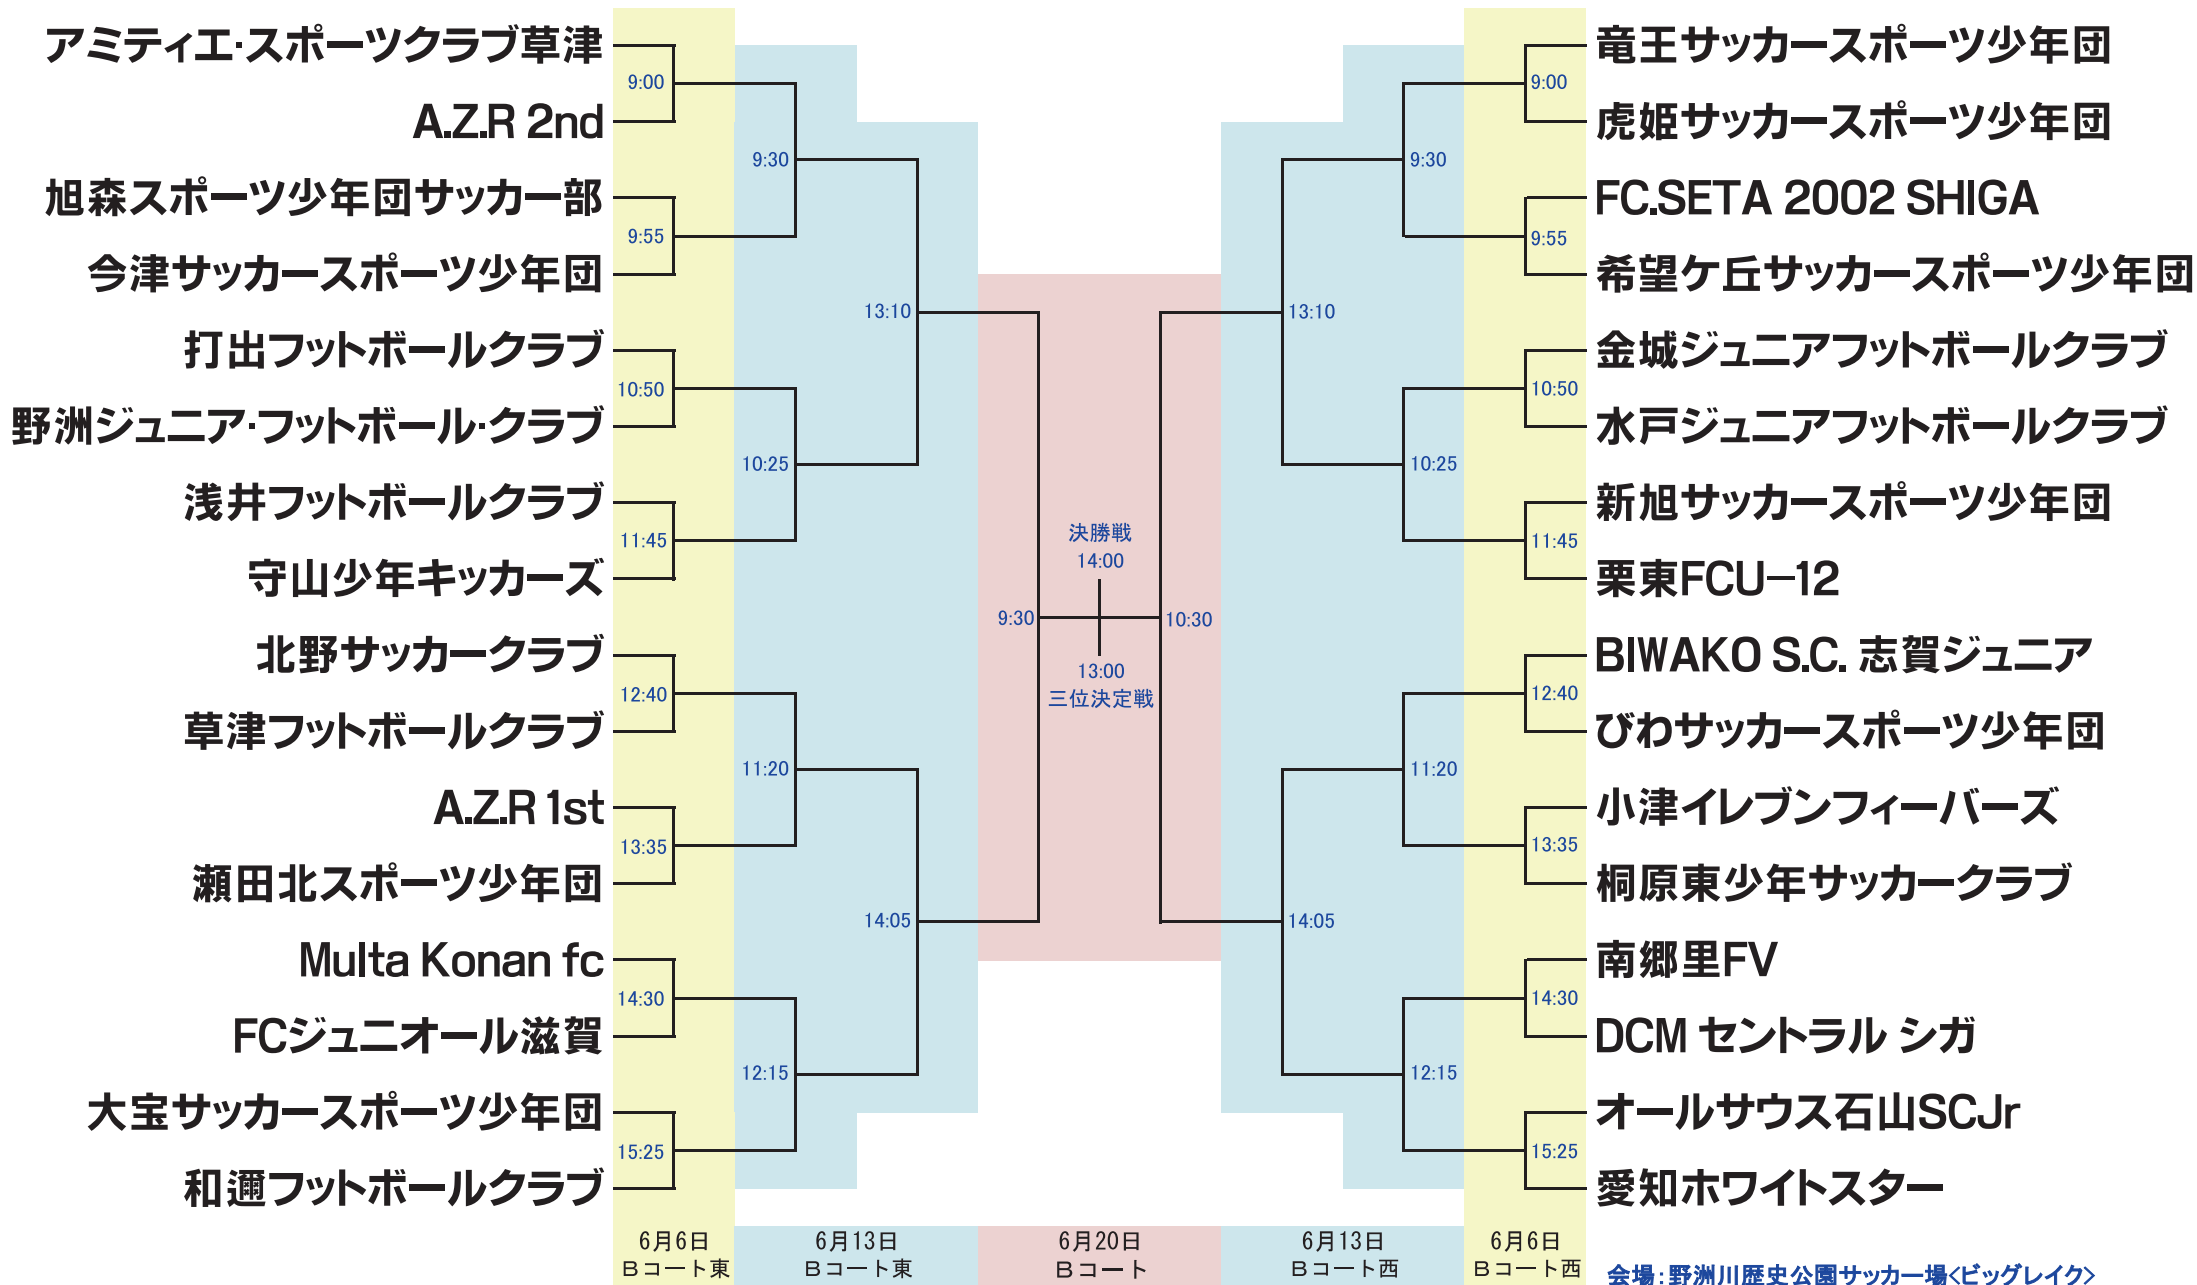 アミティエ・スポーツクラブ草津
A.Z.R 2nd
旭森スポーツ少年団サッカー部
今津サッカースポーツ少年団
打出フットボールクラブ
野洲ジュニア・フットボール・クラブ
浅井フットボールクラブ
守山少年キッカーズ
北野サッカークラブ
草津フットボールクラブ
A.Z.R 1st
瀬田北スポーツ少年団
Multa Konan fc
FCジュニオール滋賀
大宝サッカースポーツ少年団
和邇フットボールクラブ
9:00
9:55
10:50
11:45
12:40
13:35
14:30
15:25
9:30
10:25
11:20
12:15
13:10
14:05
9:30
決勝戦
14:00
13:00
三位決定戦
10:30
13:10
14:05
9:30
10:25
11:20
12:15
9:00
9:55
10:50
11:45
12:40
13:35
14:30
15:25
竜王サッカースポーツ少年団
虎姫サッカースポーツ少年団
FC.SETA 2002 SHIGA
希望ケ丘サッカースポーツ少年団
金城ジュニアフットボールクラブ
水戸ジュニアフットボールクラブ
新旭サッカースポーツ少年団
栗東FCU-12
BIWAKO S.C. 志賀ジュニア
びわサッカースポーツ少年団
小津イレブンフィーバーズ
桐原東少年サッカークラブ
南郷里FV
DCM セントラル シガ
オールサウス石山SCJr
愛知ホワイトスター
6月6日
Bコート東
6月13日
Bコート東
6月20日
Bコート
6月13日
Bコート西
6月6日
Bコート西
会場:野洲川歴史公園サッカー場<ビッグレイク>